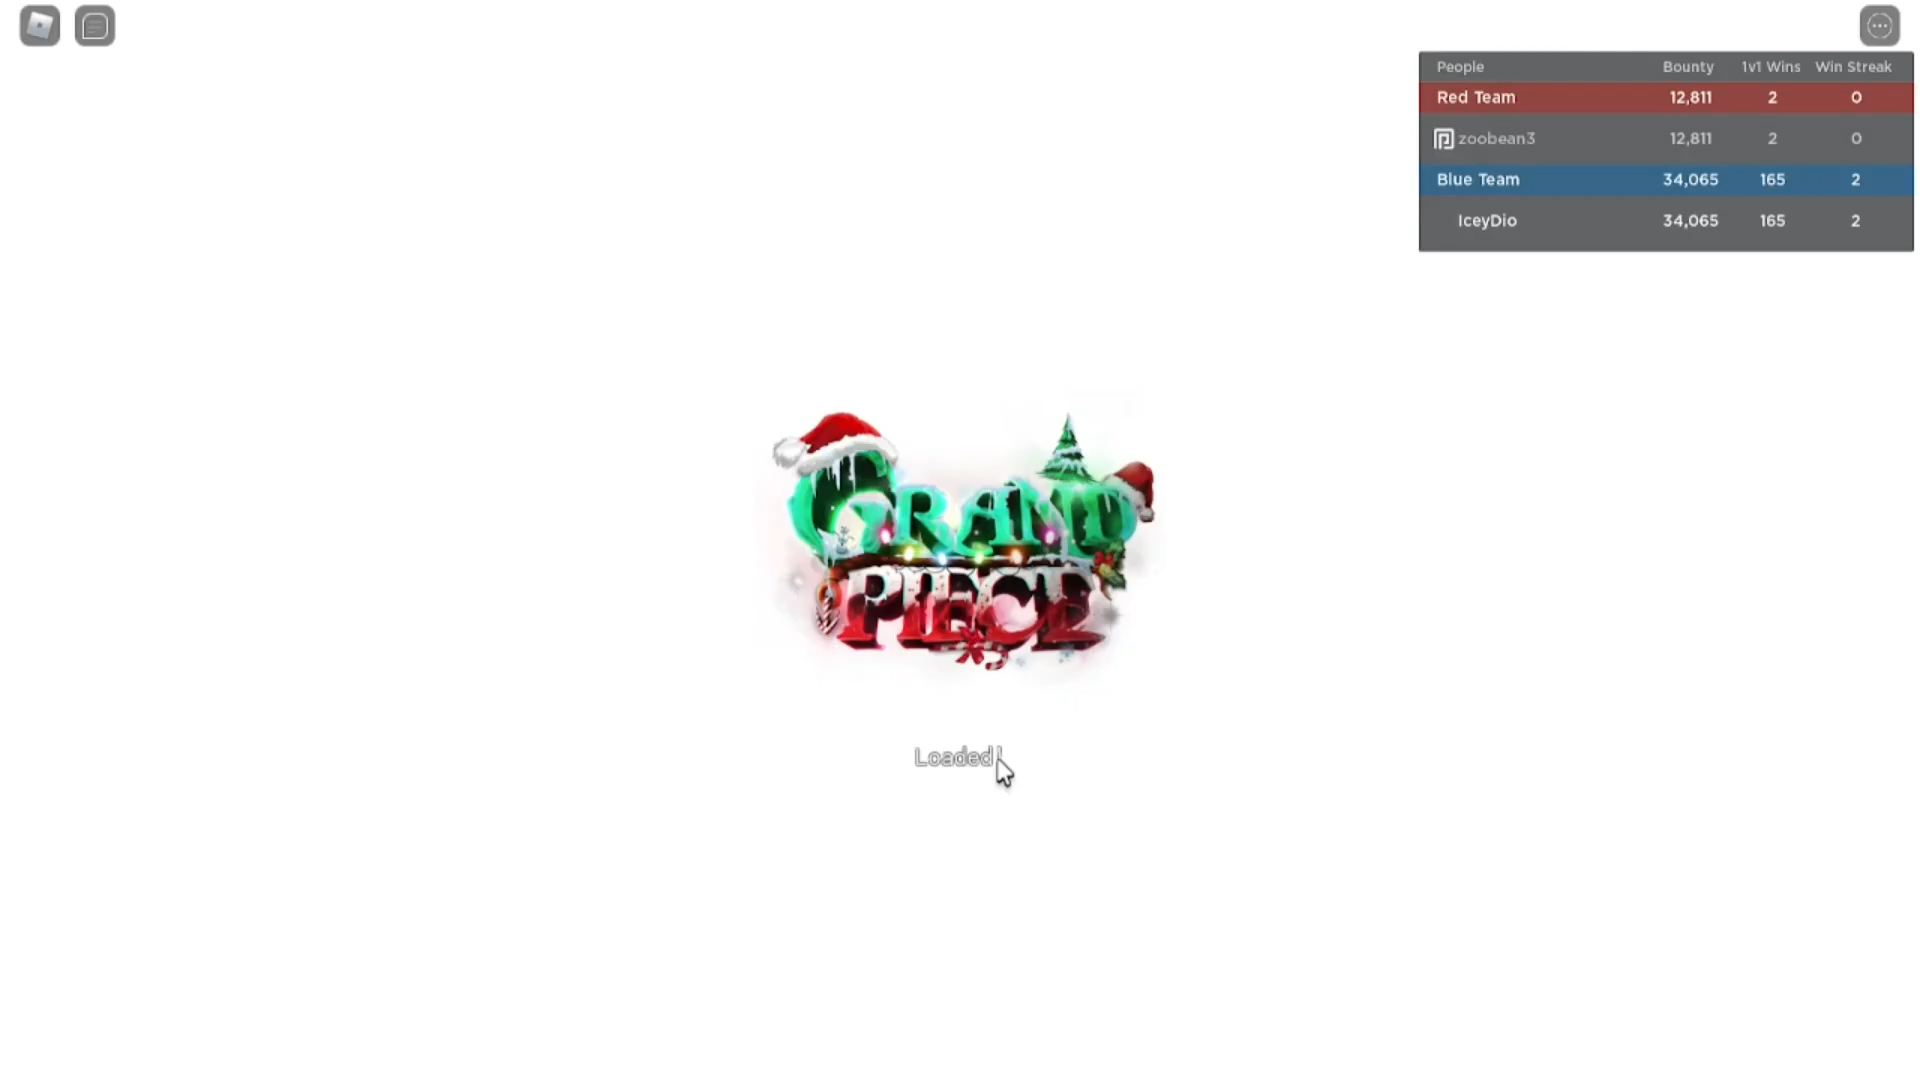 People Bounty 1v1 Wins Win Streak
Red Team 12,811 2 0
zoobean3 12,811 2 0
Blue Team 34,065 165 2
IceyDio 34,065 165 2
GRAND
PIECE
Loaded!